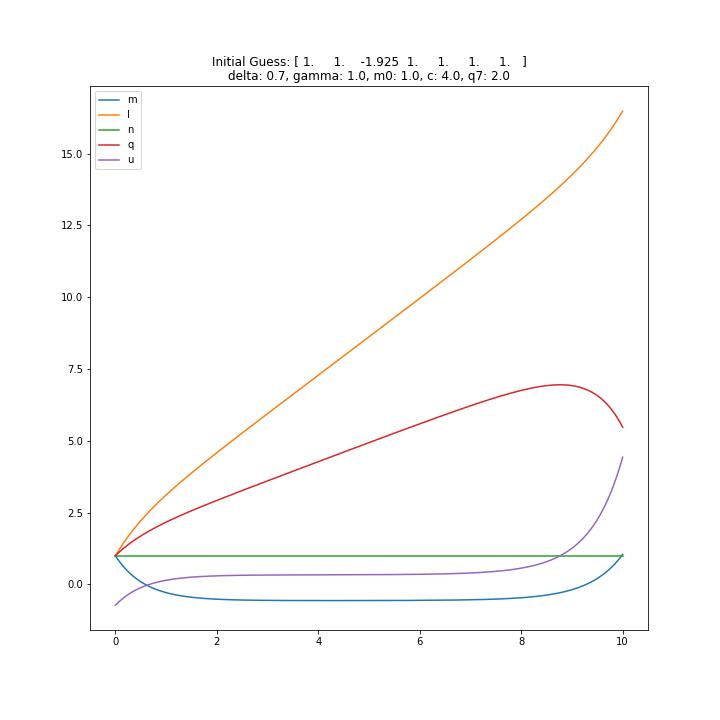 Initial Guess: [ 1. 1. -1.925 1. 1. 1. 1. ]
delta: 0.7, gamma: 1.0, m0: 1.0, c: 4.0, q7: 2.0
m
l
n
q
u
15.0
12.5
10.0
7.5
5.0
2.5
0.0
0 2 4 6 8 10